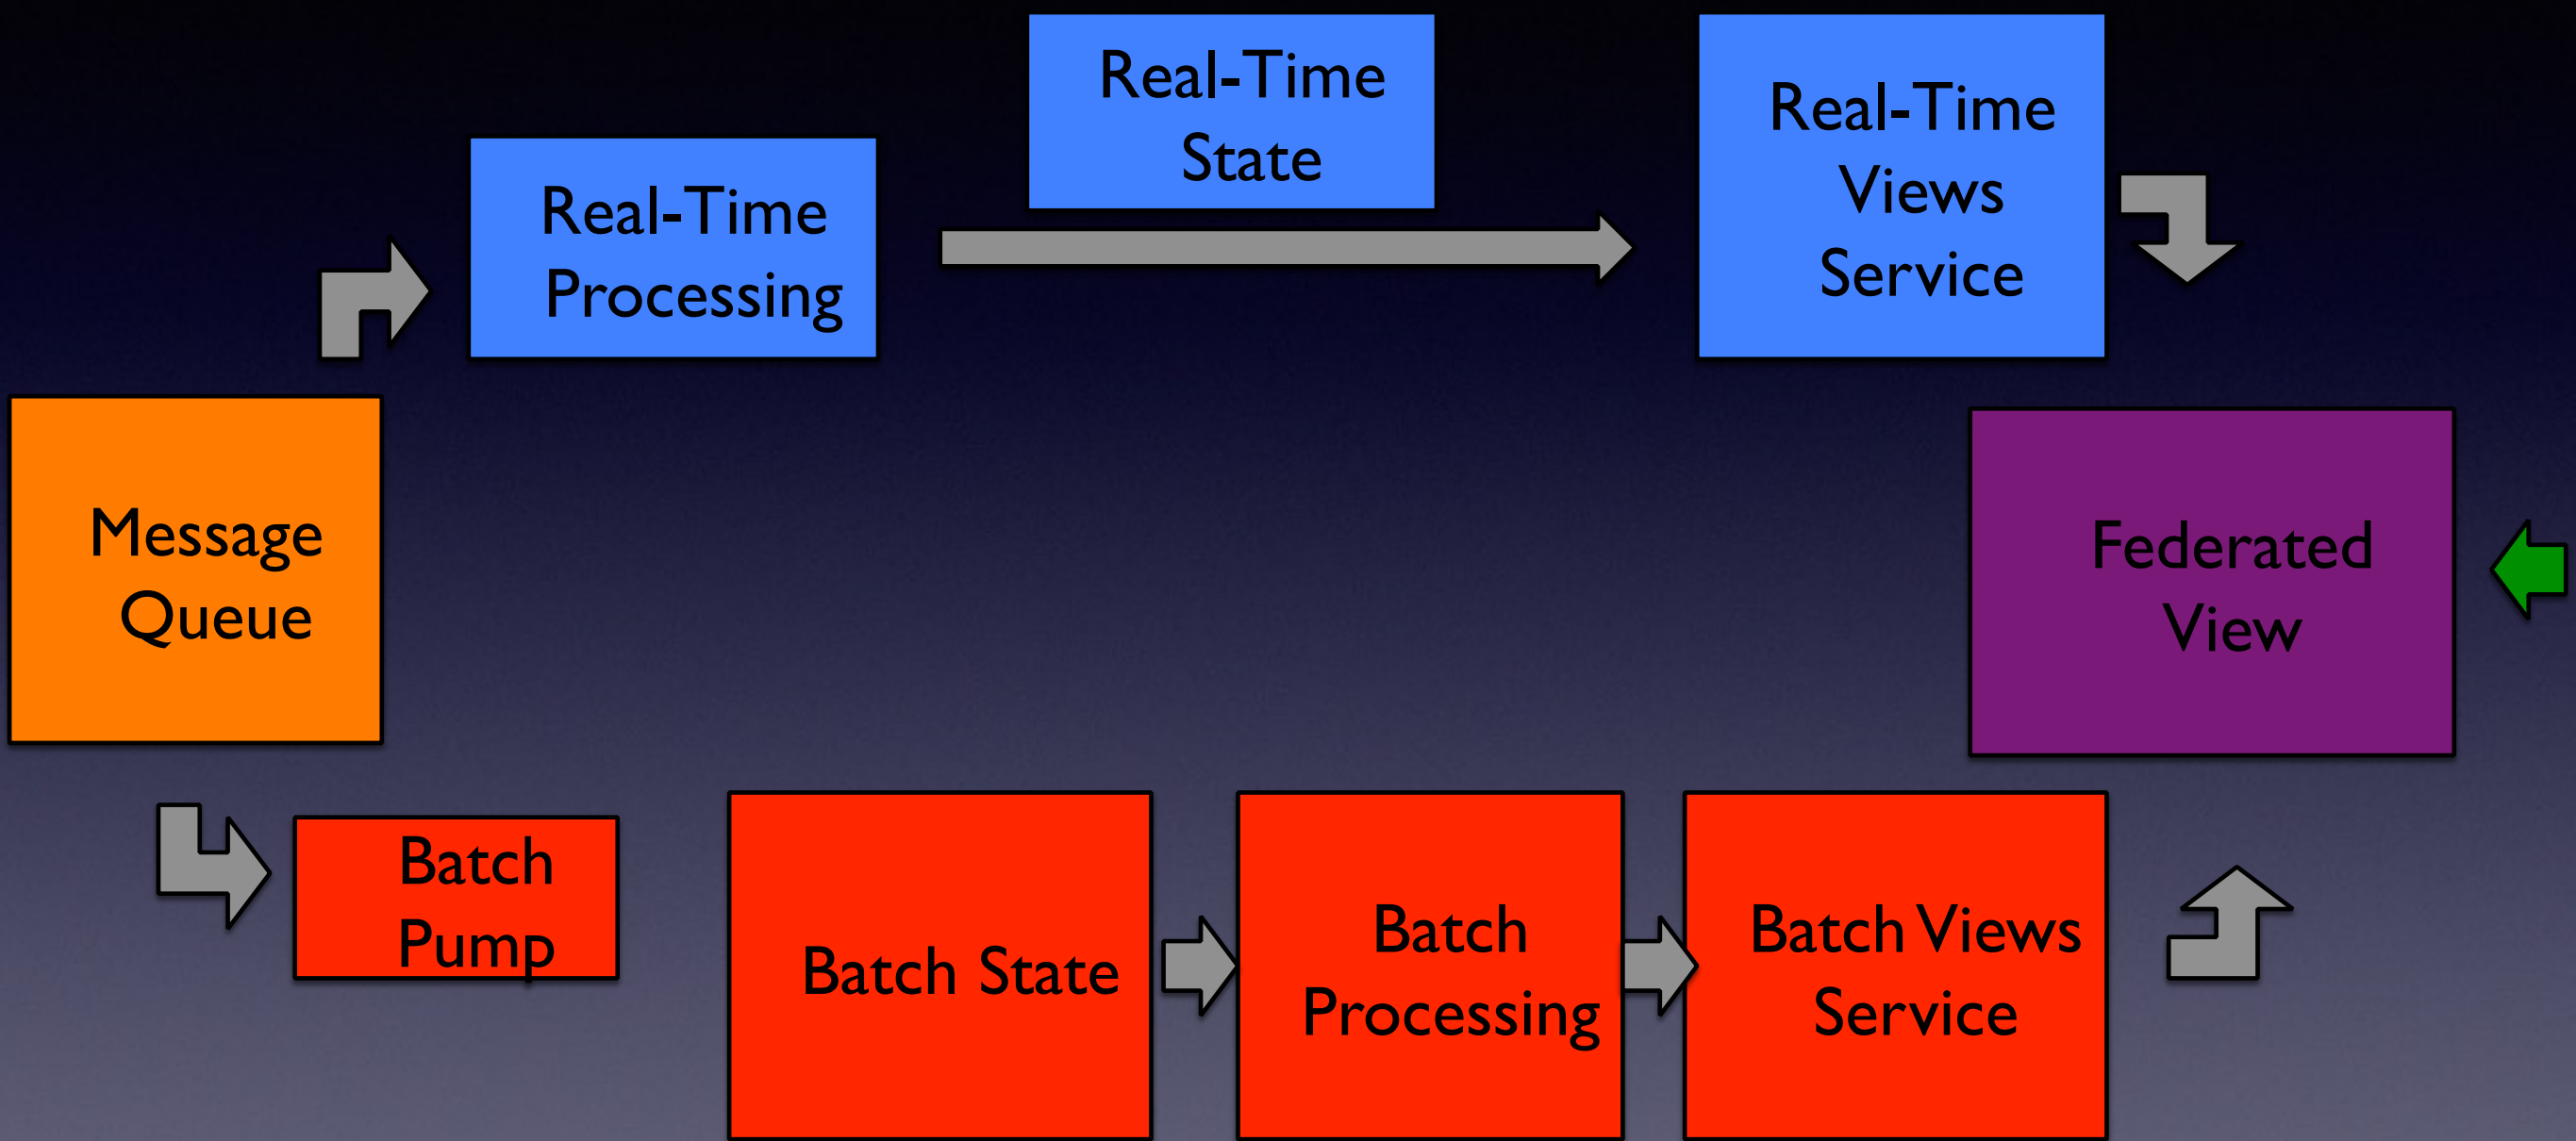 Real-Time
State
Real-Time
Views
Service
Real-Time
Processing
Message
Queue
Federated
View
Batch
Pump
Batch State
Batch
Processing
Batch Views
Service